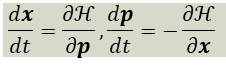 d𝒙/dt = ∂ℋ/∂𝒑, d𝒑/dt = −∂ℋ/∂𝒙